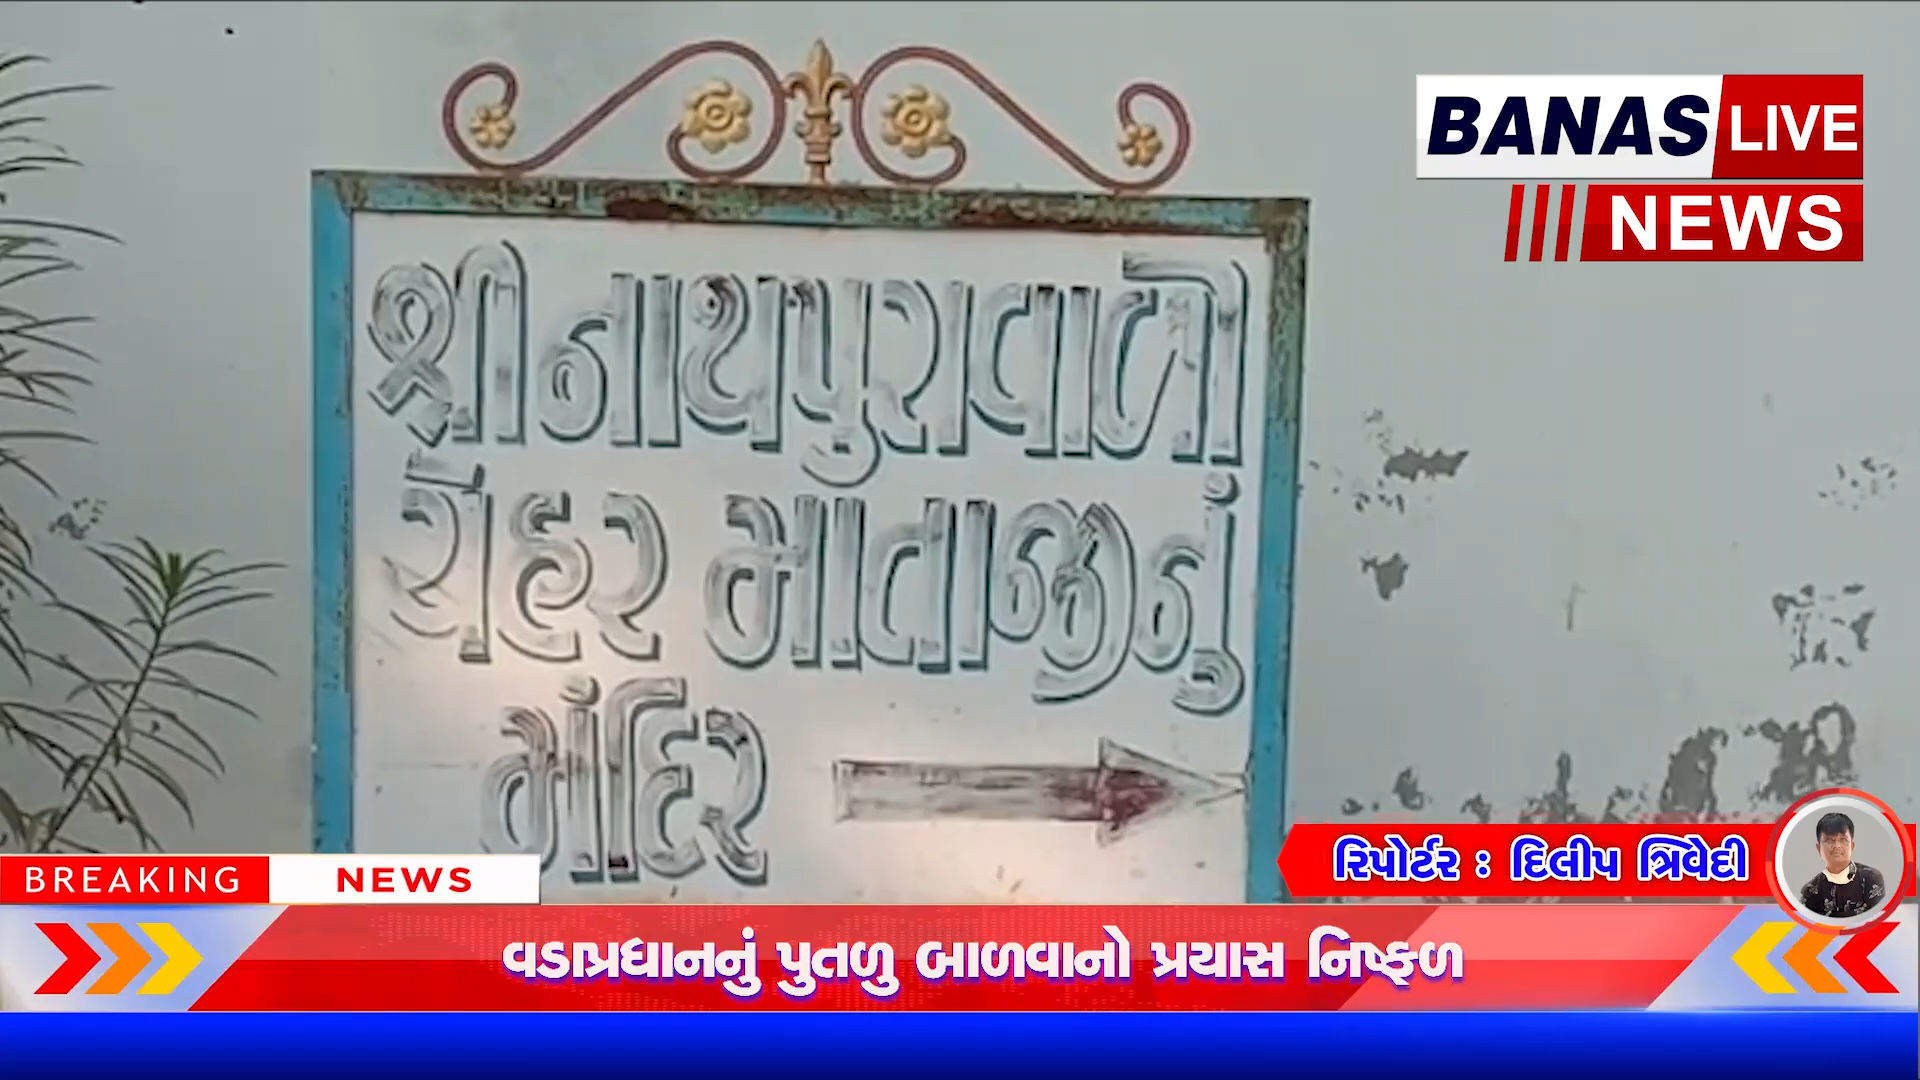 BANAS LIVE
NEWS
શ્રી નાથપુરાવાળી
ચૌહર માતાજીનું
મંદિર
રિપોર્ટર : દિલીપ ત્રિવેદી
BREAKING NEWS
વડાપ્રધાનનું પુતળુ બાળવાનો પ્રયાસ નિષ્ફળ